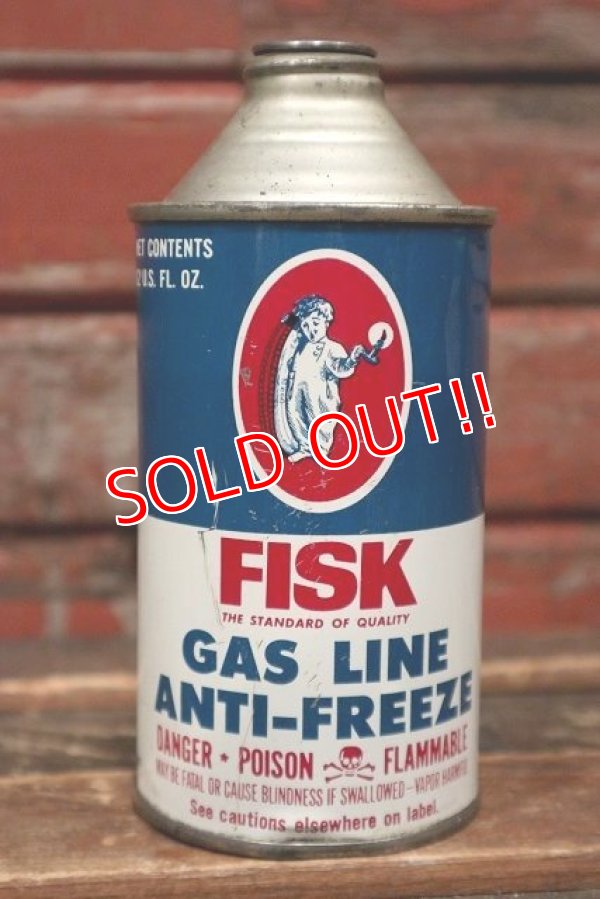 CONTENTS
U.S. FL. OZ.
SOLD OUT!!
FISK
THE STANDARD OF QUALITY
GAS LINE
ANTI-FREEZE
DANGER * POISON FLAMMABLE
MAY BE FATAL OR CAUSE BLINDNESS IF SWALLOWED-VAPOR HARMFUL
See cautions elsewhere on label.